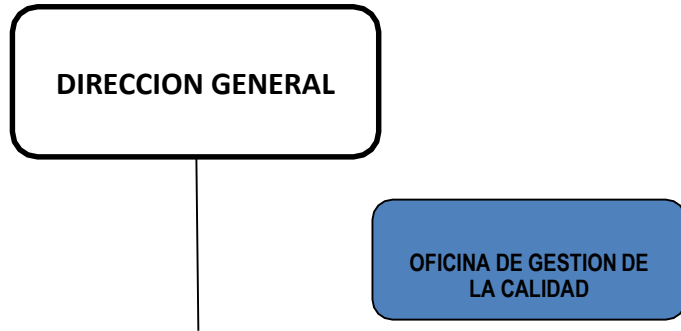 DIRECCION GENERAL
OFICINA DE GESTION DE
LA CALIDAD